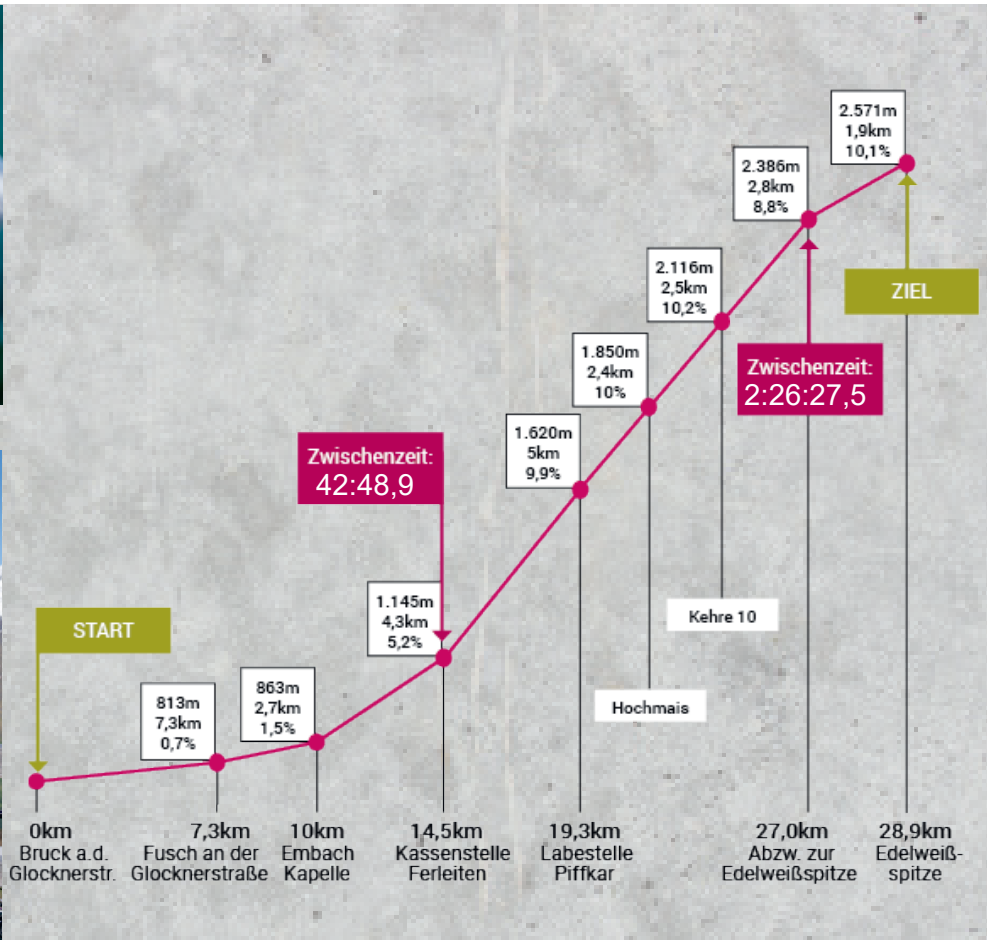 2.571m
1,9km
10,1%
2.386m
2,8km
8,8%
2.116m
2,5km
10,2%
ZIEL
1.850m
2,4km
10%
Zwischenzeit:
2:26:27,5
1.620m
5km
9,9%
Zwischenzeit:
42:48,9
1.145m
4,3km
5,2%
START
Kehre 10
813m
7,3km
0,7%
863m
2,7km
1,5%
Hochmais
0km
Bruck a.d.
Glocknerstr.
7,3km
Fusch an der
Glocknerstraße
10km
Embach
Kapelle
14,5km
Kassenstelle
Ferleiten
19,3km
Labestelle
Piffkar
27,0km
Abzw. zur
Edelweißspitze
28,9km
Edelweiß-
spitze